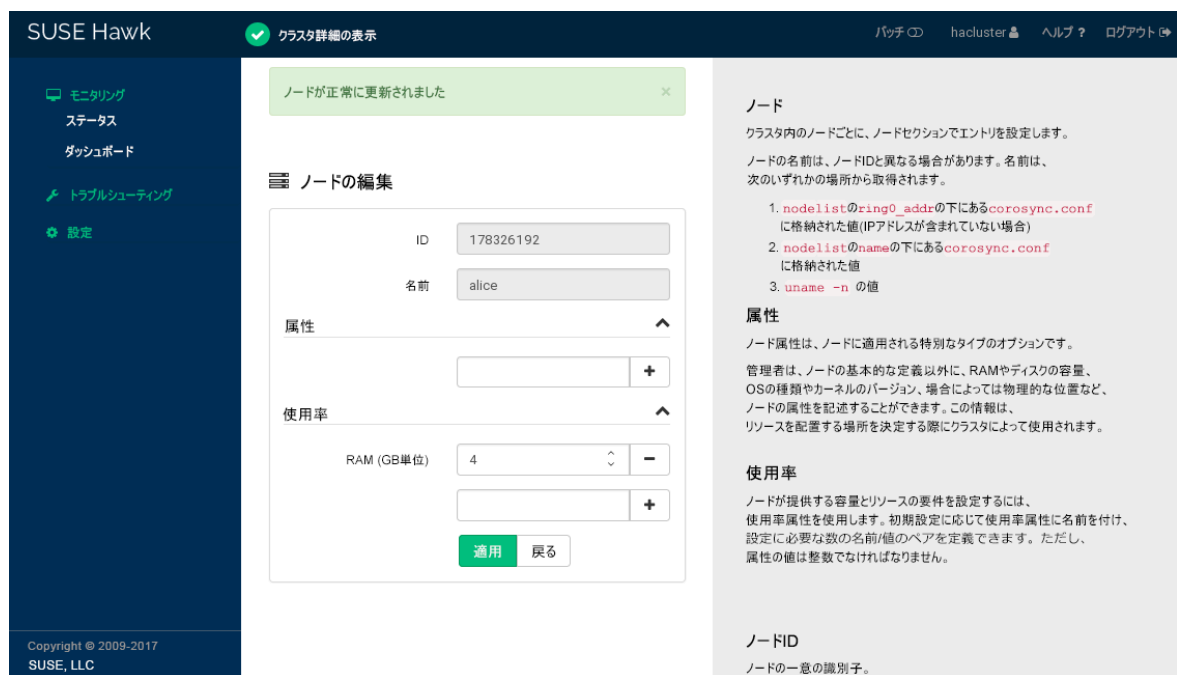 SUSE Hawk
クラスタ詳細の表示
バッチ
hacluster
ヘルプ ?
ログアウト
モニタリング
ステータス
ダッシュボード
トラブルシューティング
設定
Copyright © 2009-2017
SUSE, LLC
ノードが正常に更新されました ×
ノードの編集
ID 178326192
名前 alice
属性
+
使用率
RAM (GB単位) 4 −
+
適用 戻る
ノード
クラスタ内のノードごとに、ノードセクションでエントリを設定します。
ノードの名前は、ノードIDと異なる場合があります。名前は、
次のいずれかの場所から取得されます。
1. nodelistのring0_addrの下にあるcorosync.conf
に格納された値(IPアドレスが含まれていない場合)
2. nodelistのnameの下にあるcorosync.conf
に格納された値
3. uname -n の値
属性
ノード属性は、ノードに適用される特別なタイプのオプションです。
管理者は、ノードの基本的な定義以外に、RAMやディスクの容量、
OSの種類やカーネルのバージョン、場合によっては物理的な位置など、
ノードの属性を記述することができます。この情報は、
リソースを配置する場所を決定する際にクラスタによって使用されます。
使用率
ノードが提供する容量とリソースの要件を設定するには、
使用率属性を使用します。初期設定に応じて使用率属性に名前を付け、
設定に必要な数の名前/値のペアを定義できます。ただし、
属性の値は整数でなければなりません。
ノードID
ノードの一意の識別子。